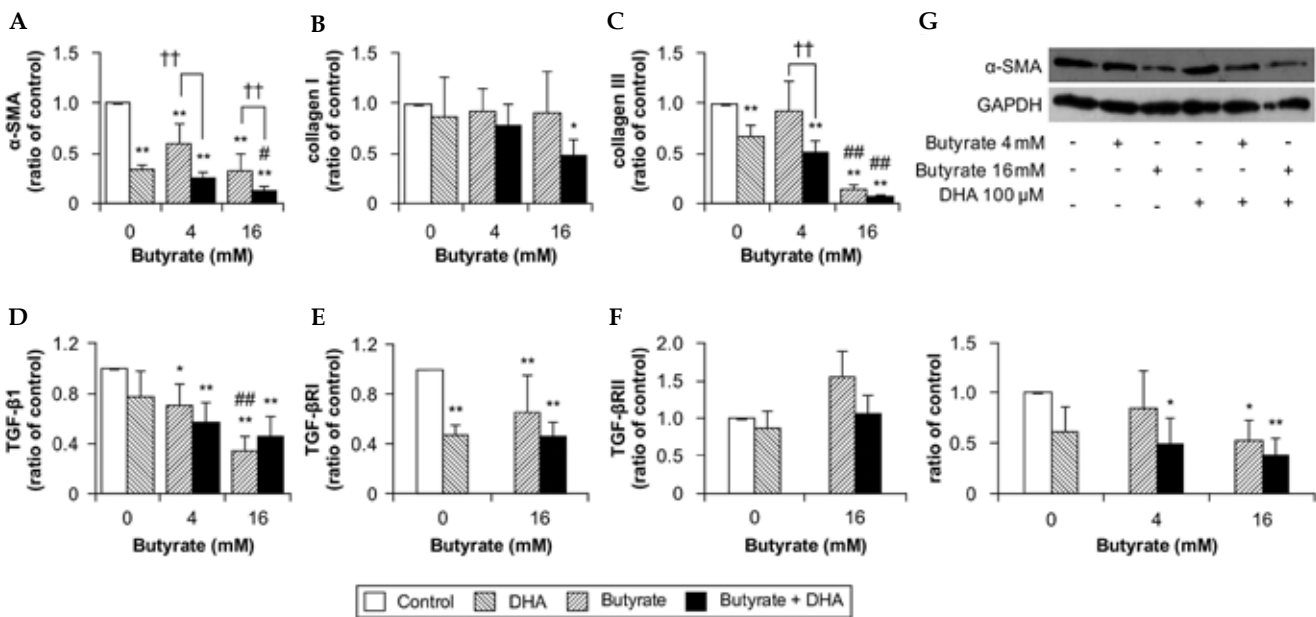 A
1.5
1.0
0.5
0
α-SMA
(ratio of control)
††
††
**
**
**
**
#
**
0
4
16
Butyrate (mM)
B
1.5
1.0
0.5
0
collagen I
(ratio of control)
*
0
4
16
Butyrate (mM)
C
1.5
1.0
0.5
0
collagen III
(ratio of control)
††
**
**
##
**
##
**
0
4
16
Butyrate (mM)
G
α-SMA
GAPDH
Butyrate 4 mM - + - - + -
Butyrate 16 mM - - + - - +
DHA 100 μM - - - + + +
D
1.2
0.8
0.4
0
TGF-β1
(ratio of control)
*
**
##
**
**
0
4
16
Butyrate (mM)
E
1.2
0.8
0.4
0
TGF-βRI
(ratio of control)
**
**
**
0
16
Butyrate (mM)
F
2.0
1.5
1.0
0.5
0
TGF-βRII
(ratio of control)
0
16
Butyrate (mM)
1.5
1.0
0.5
0
ratio of control
*
*
**
0
4
16
Butyrate (mM)
Control DHA Butyrate Butyrate + DHA